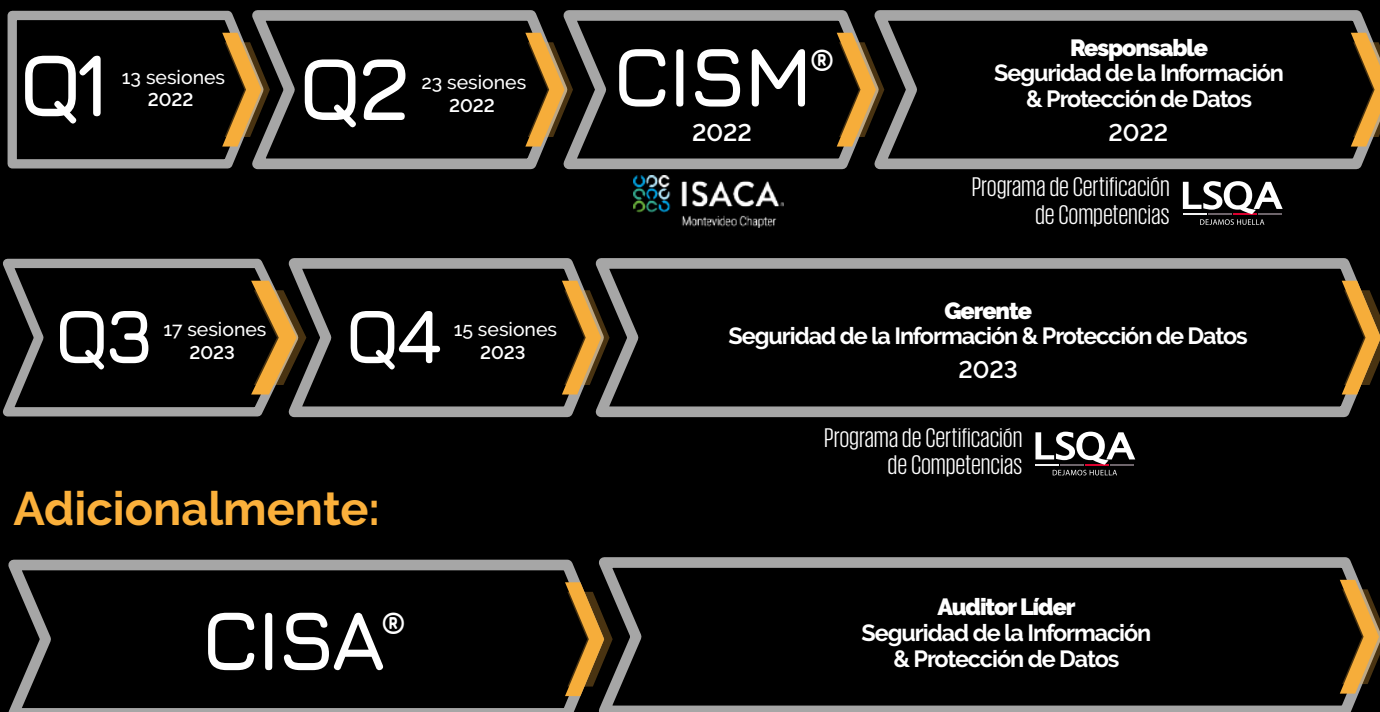 Q1 13 sesiones
2022
Q2 23 sesiones
2022
CISM®
2022
Responsable
Seguridad de la Información
& Protección de Datos
2022
ISACA.
Montevideo Chapter
Programa de Certificación
de Competencias
LSQA
DEJAMOS HUELLA
Q3 17 sesiones
2023
Q4 15 sesiones
2023
Gerente
Seguridad de la Información & Protección de Datos
2023
Programa de Certificación
de Competencias
LSQA
DEJAMOS HUELLA
Adicionalmente:
CISA®
Auditor Líder
Seguridad de la Información
& Protección de Datos